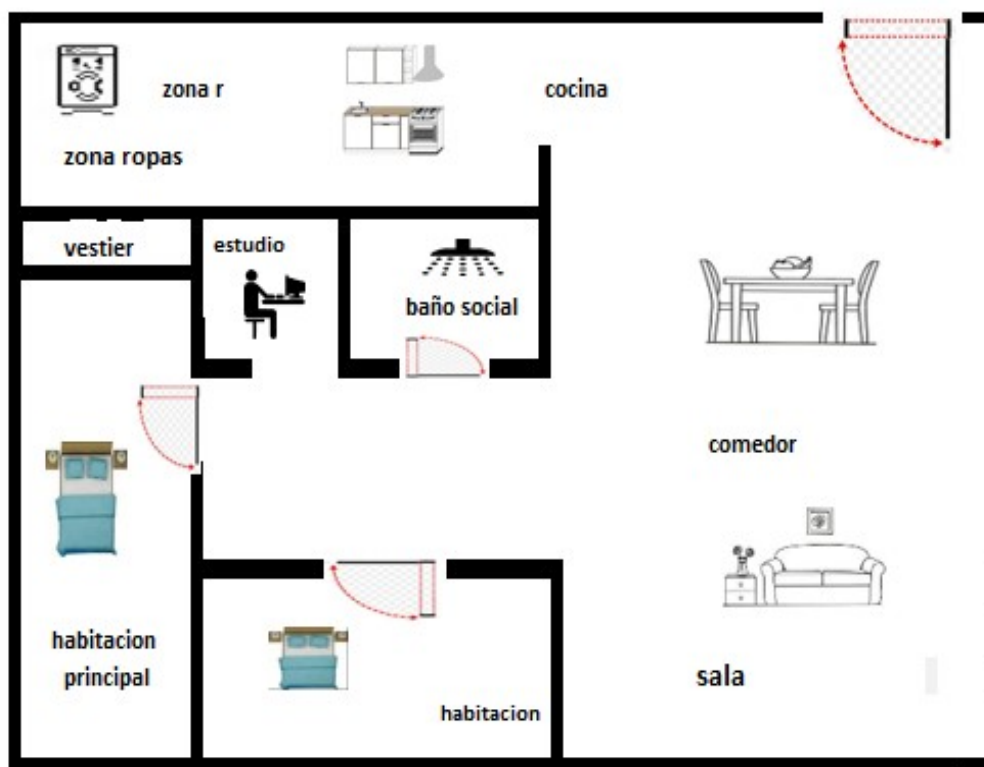 zona r
cocina
zona ropas
vestier
estudio
baño social
comedor
habitacion
principal
sala
habitacion